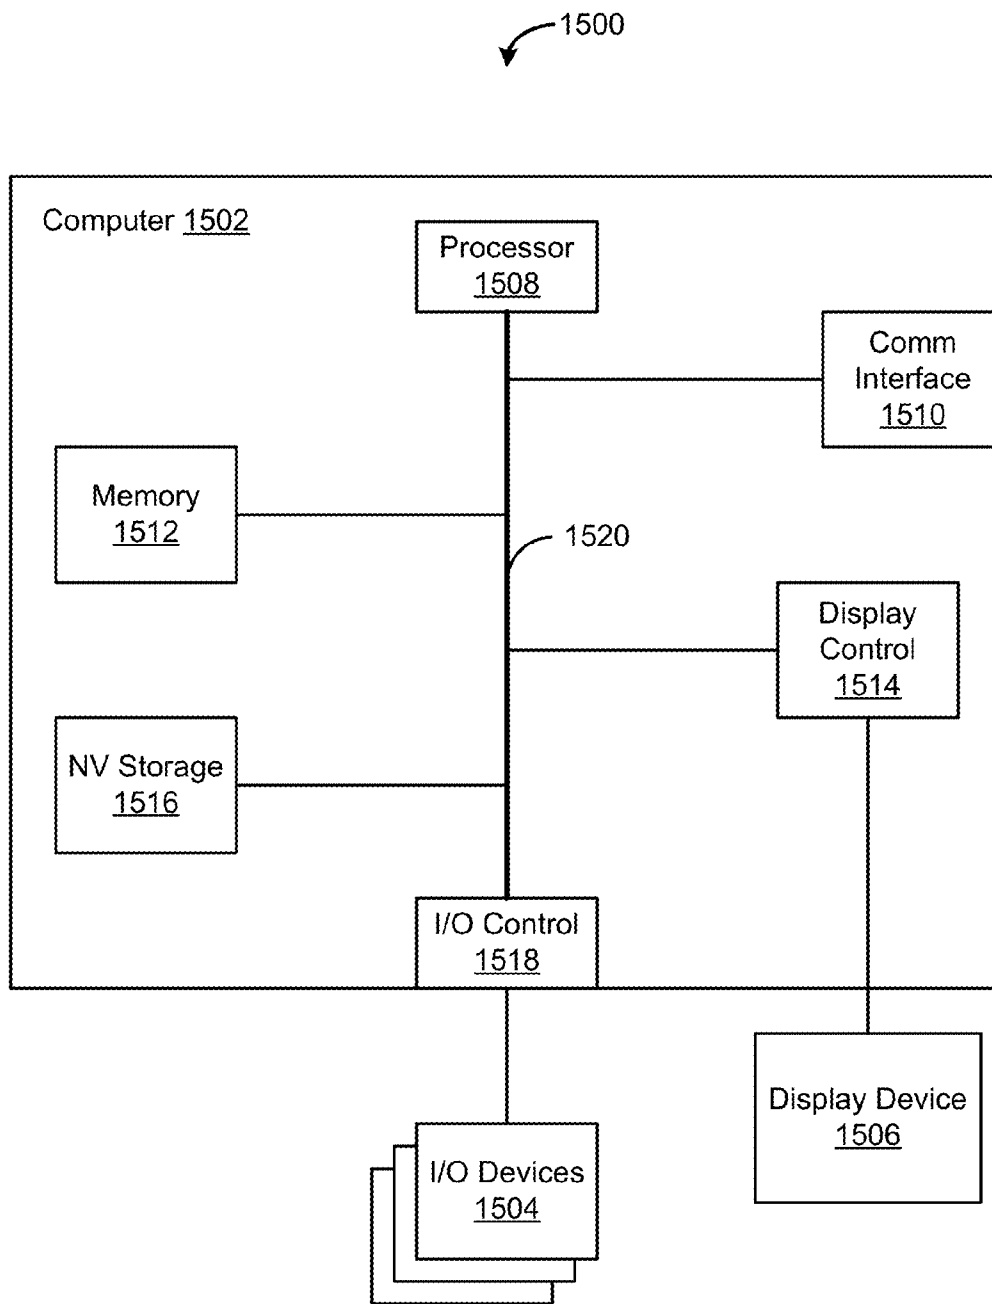 1500
Computer 1502
Processor
1508
Comm
Interface
1510
Memory
1512
1520
Display
Control
1514
NV Storage
1516
I/O Control
1518
Display Device
1506
I/O Devices
1504